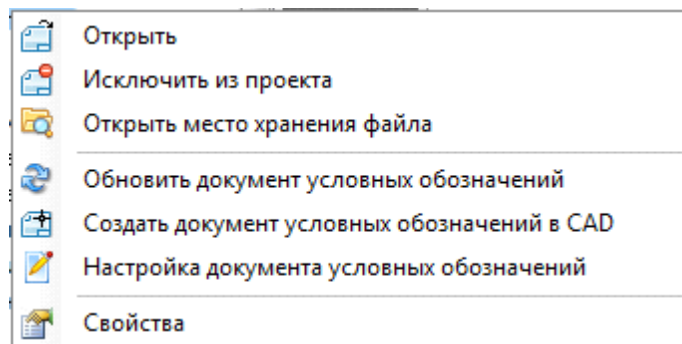 Открыть
Исключить из проекта
Открыть место хранения файла
Обновить документ условных обозначений
Создать документ условных обозначений в CAD
Настройка документа условных обозначений
Свойства